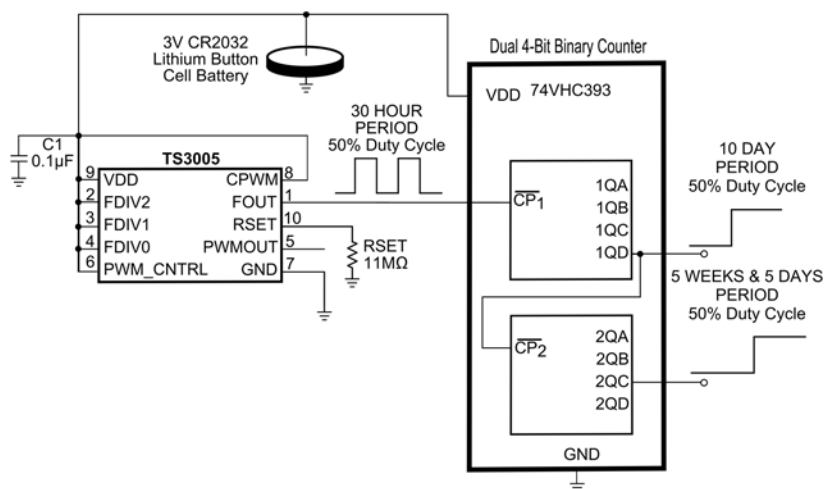 3V CR2032
Lithium Button
Cell Battery
Dual 4-Bit Binary Counter
VDD 74VHC393
C1
0.1µF
TS3005
9 VDD CPWM 8
2 FDIV2 FOUT 1
3 FDIV1 RSET 10
4 FDIV0 PWMOUT 5
6 PWM_CNTRL GND 7
30 HOUR
PERIOD
50% Duty Cycle
RSET
11MΩ
CP1
1QA
1QB
1QC
1QD
10 DAY
PERIOD
50% Duty Cycle
5 WEEKS & 5 DAYS
PERIOD
50% Duty Cycle
CP2
2QA
2QB
2QC
2QD
GND